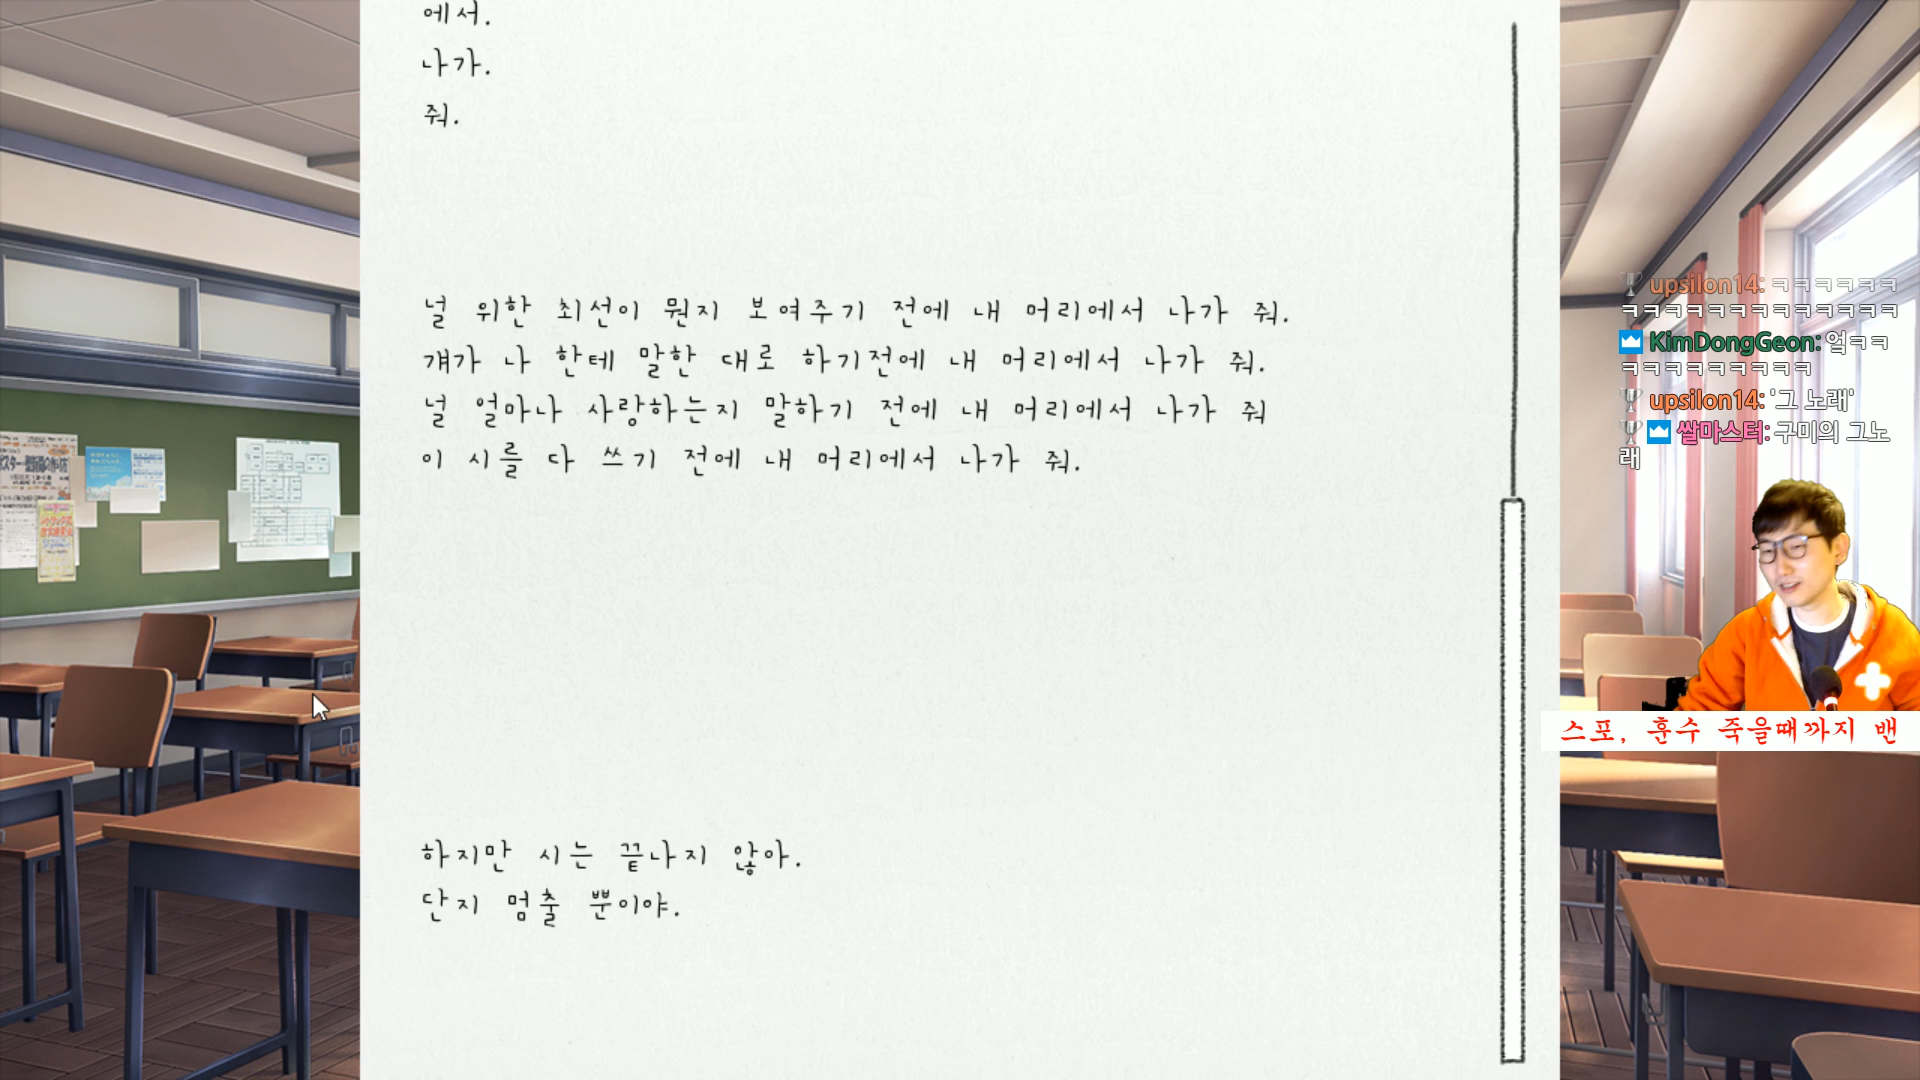 에서.
나가.
줘.
널 위한 최선이 뭔지 보여주기 전에 내 머리에서 나가 줘.
걔가 나 한테 말한 대로 하기전에 내 머리에서 나가 줘.
널 얼마나 사랑하는지 말하기 전에 내 머리에서 나가 줘
이 시를 다 쓰기 전에 내 머리에서 나가 줘.
하지만 시는 끝나지 않아.
단지 멈출 뿐이야.
upsilon14: ㅋㅋㅋㅋㅋㅋ
ㅋㅋㅋㅋㅋㅋㅋㅋㅋㅋㅋㅋㅋ
KimDongGeon: 엌ㅋㅋ
ㅋㅋㅋㅋㅋㅋㅋㅋㅋ
upsilon14: '그 노래'
쌀마스터: 구미의 그노
래
스포, 훈수 죽을때까지 밴